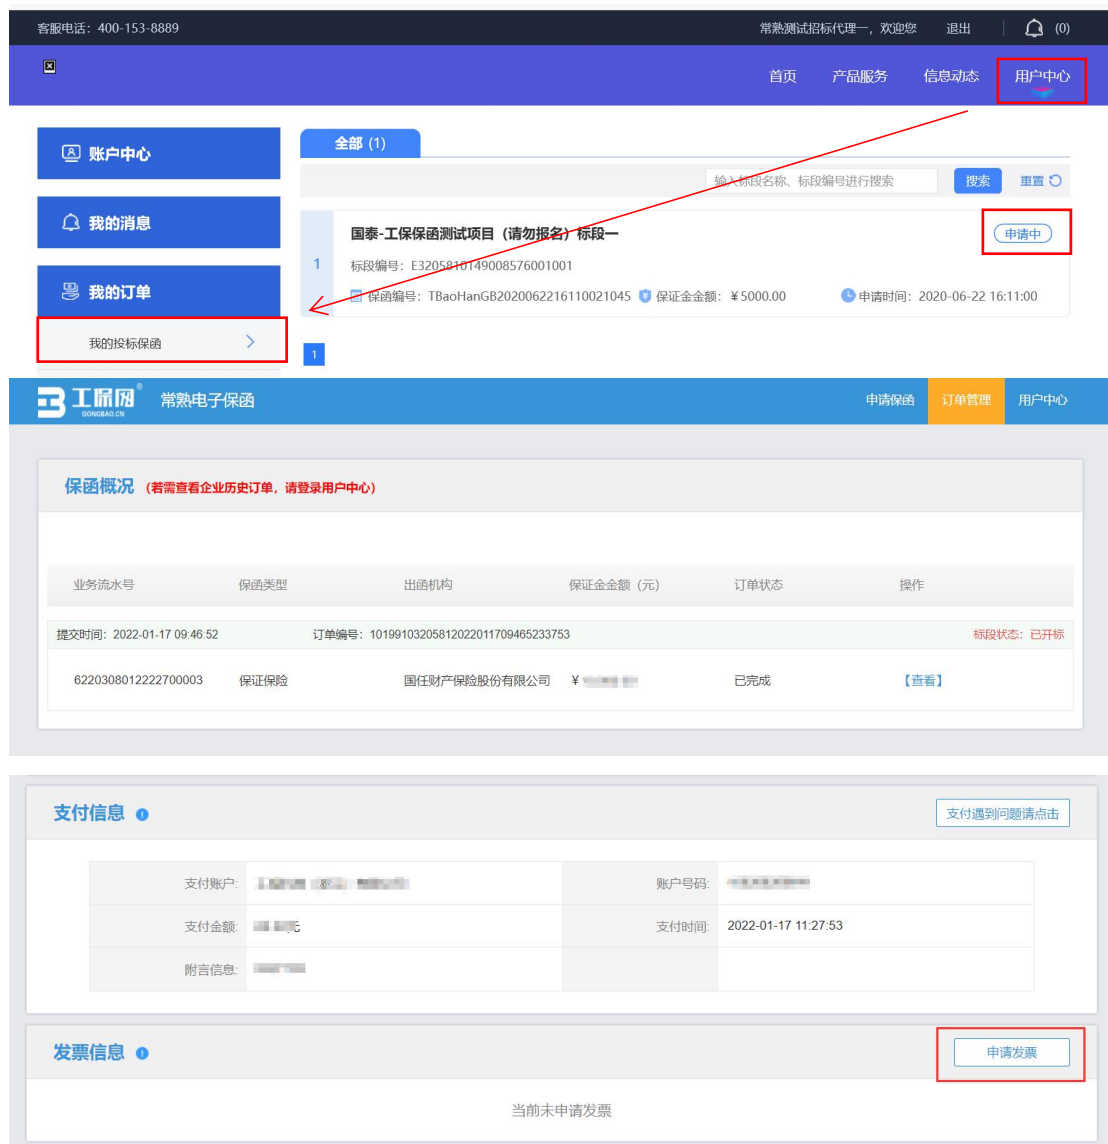 客服电话：400-153-8889 常熟测试招标代理一，欢迎您 退出 (0)
首页 产品服务 信息动态 用户中心
账户中心
全部 (1)
输入标段名称、标段编号进行搜索 搜索 重置
我的消息
国泰-工保保函测试项目（请勿报名）标段一 申请中
1 标段编号：E3205810149008576001001
我的订单
保函编号：TBaoHanGB2020062216110021045 保证金金额：¥5000.00 申请时间：2020-06-22 16:11:00
我的投标保函
1
工保网® 常熟电子保函 申请保函 订单管理 用户中心
GONGBAO.CN
保函概况 (若需查看企业历史订单，请登录用户中心)
业务流水号 保函类型 出函机构 保证金金额（元） 订单状态 操作
提交时间：2022-01-17 09:46:52 订单编号：10199103205812022011709465233753 标段状态：已开标
6220308012222700003 保证保险 国任财产保险股份有限公司 ¥ 已完成 【查看】
支付信息 支付遇到问题请点击
支付账户: 账户号码:
支付金额: 元 支付时间: 2022-01-17 11:27:53
附言信息:
发票信息 申请发票
当前未申请发票